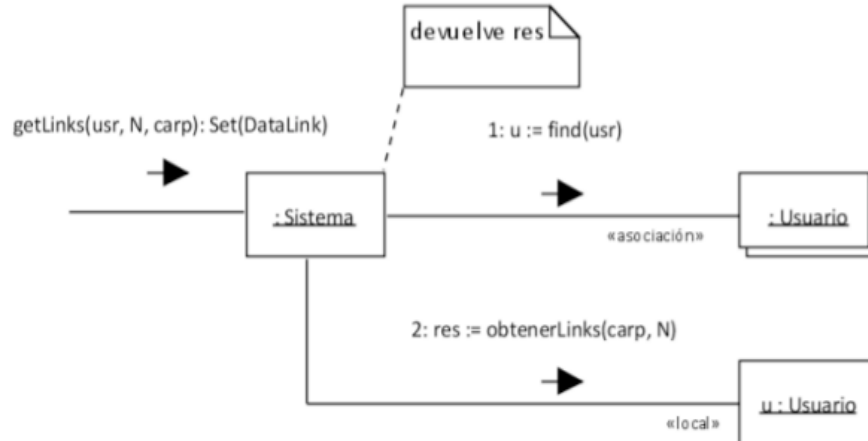 devuelve res
getLinks(usr, N, carp): Set(DataLink)
1: u := find(usr)
: Sistema
: Usuario
«asociación»
2: res := obtenerLinks(carp, N)
u : Usuario
«local»